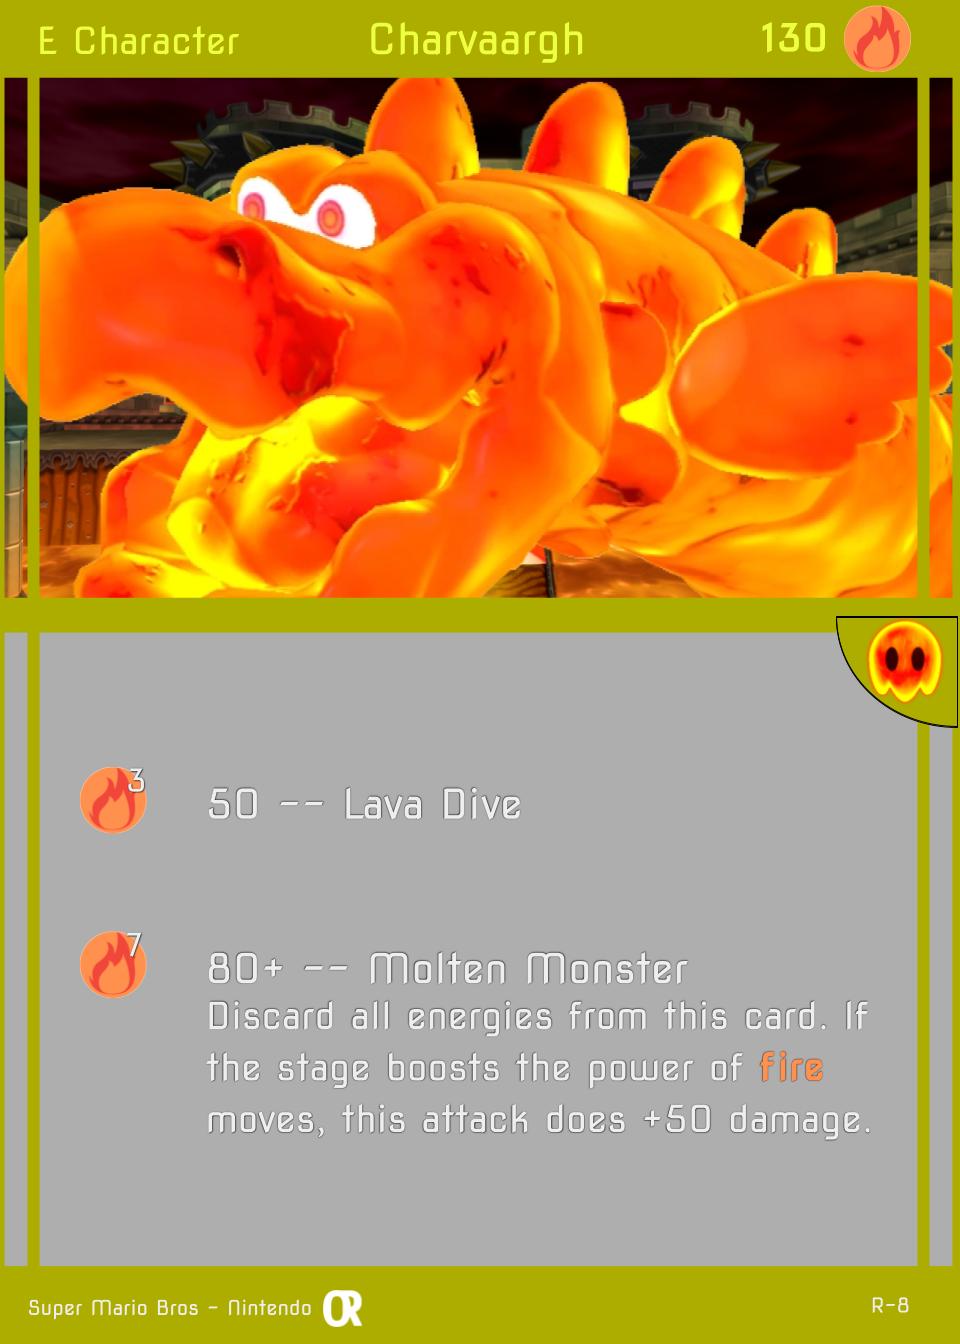 E Character
Charvaargh
130
3
50 -- Lava Dive
7
80+ -- Molten Monster
Discard all energies from this card. If
the stage boosts the power of fire
moves, this attack does +50 damage.
Super Mario Bros - Nintendo OR
R-8